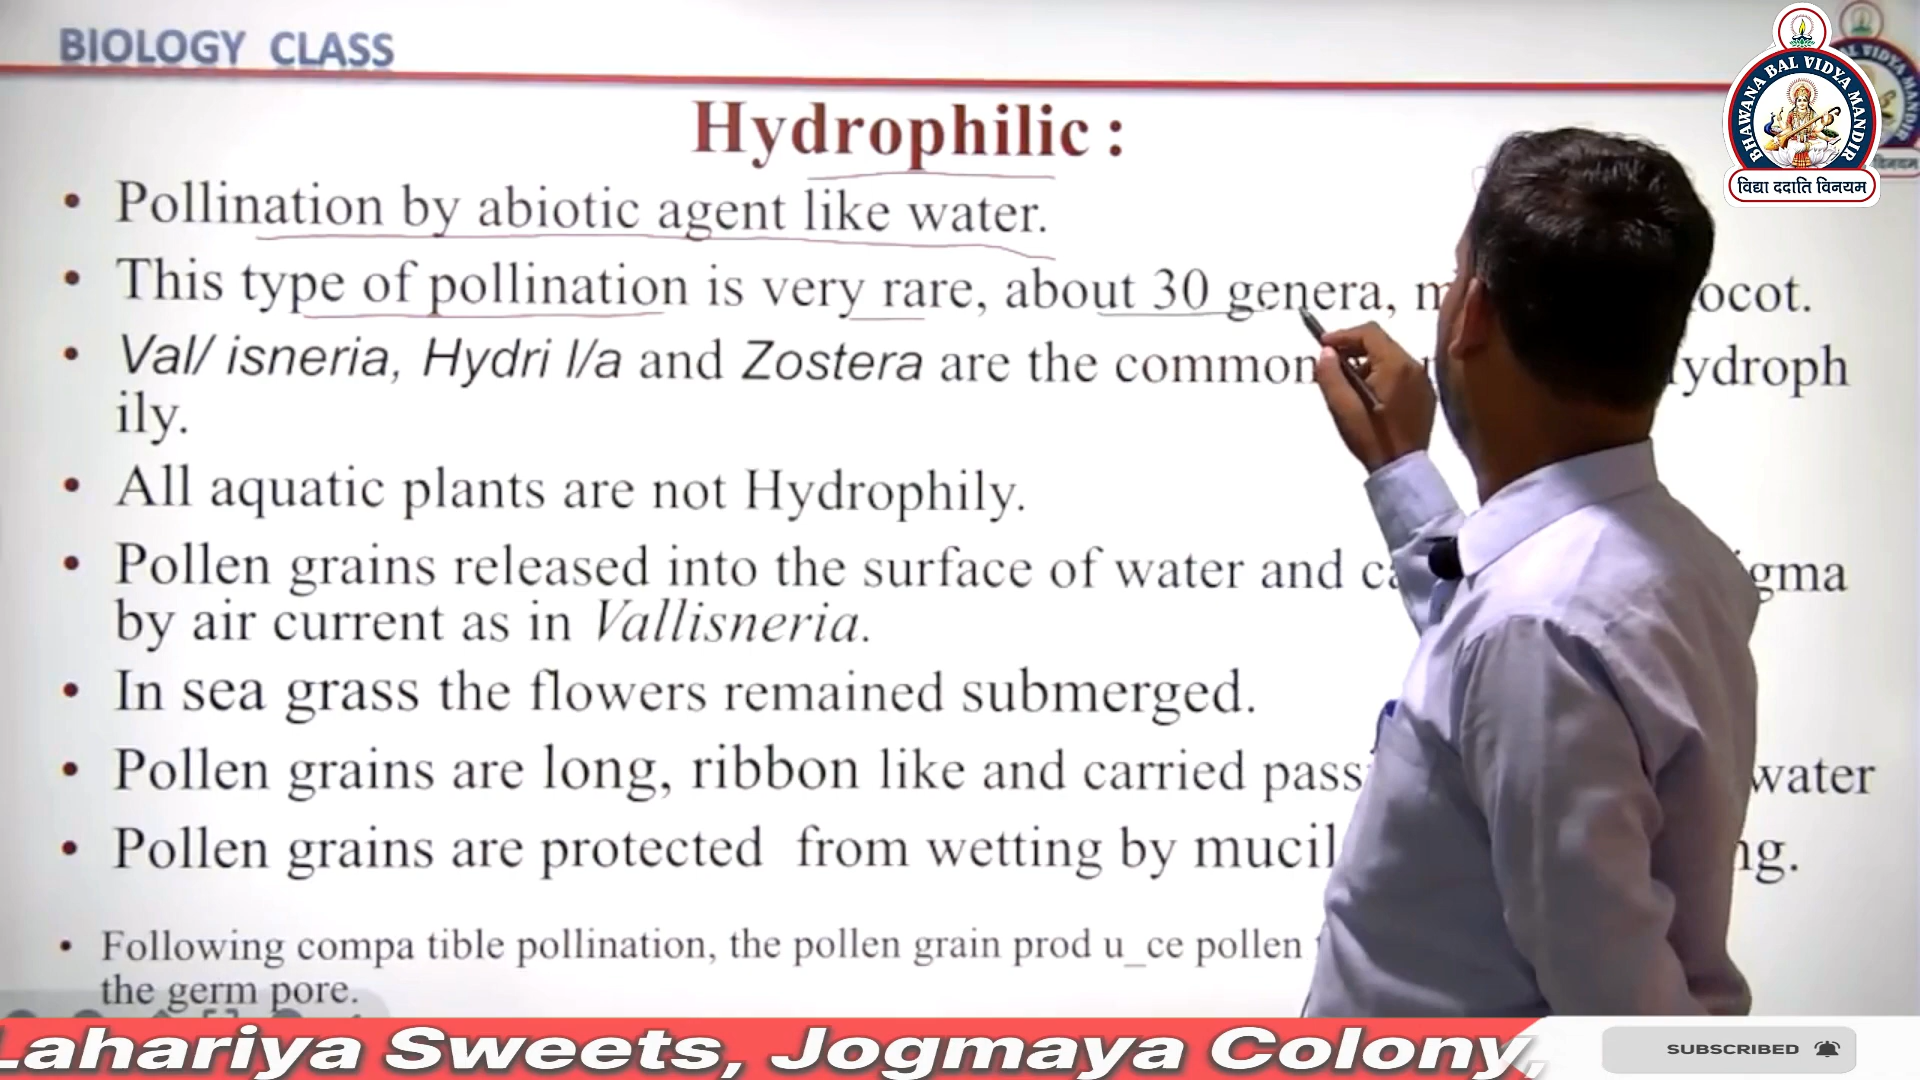 BIOLOGY CLASS
BHAWANA BAL VIDYA MANDIR
विद्या ददाति विनयम
Hydrophilic :
• Pollination by abiotic agent like water.
• This type of pollination is very rare, about 30 genera, m ocot.
• Val/ isneria, Hydri l/a and Zostera are the common ydroph
ily.
• All aquatic plants are not Hydrophily.
• Pollen grains released into the surface of water and ca gma
by air current as in Vallisneria.
• In sea grass the flowers remained submerged.
• Pollen grains are long, ribbon like and carried passi water
• Pollen grains are protected from wetting by mucil ng.
• Following compa tible pollination, the pollen grain prod u_ce pollen
the germ pore.
Lahariya Sweets, Jogmaya Colony,
SUBSCRIBED